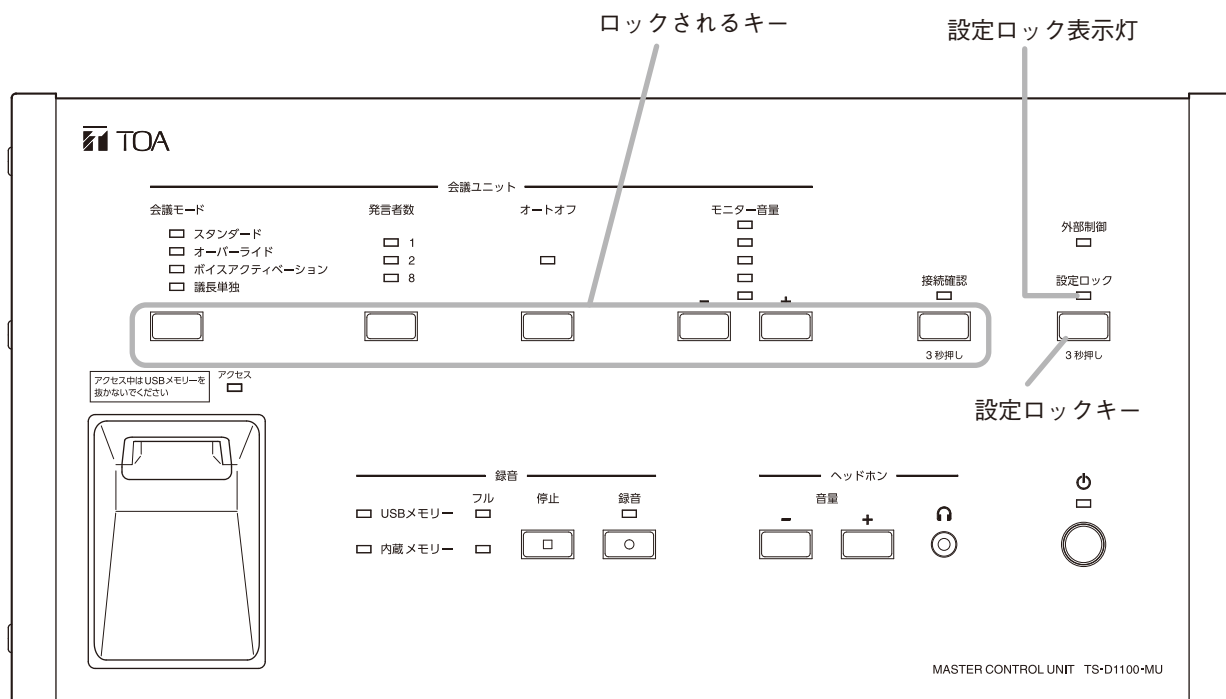 ロックされるキー
設定ロック表示灯
TOA
会議ユニット
会議モード
発言者数
オートオフ
モニター音量
スタンダード
オーバーライド
ボイスアクティベーション
議長単独
1
2
8
- +
接続確認
3秒押し
外部制御
設定ロック
3秒押し
アクセス中はUSBメモリーを
抜かないでください
アクセス
設定ロックキー
録音
フル
停止
録音
USBメモリー
内蔵メモリー
ヘッドホン
音量
- +
MASTER CONTROL UNIT TS-D1100-MU